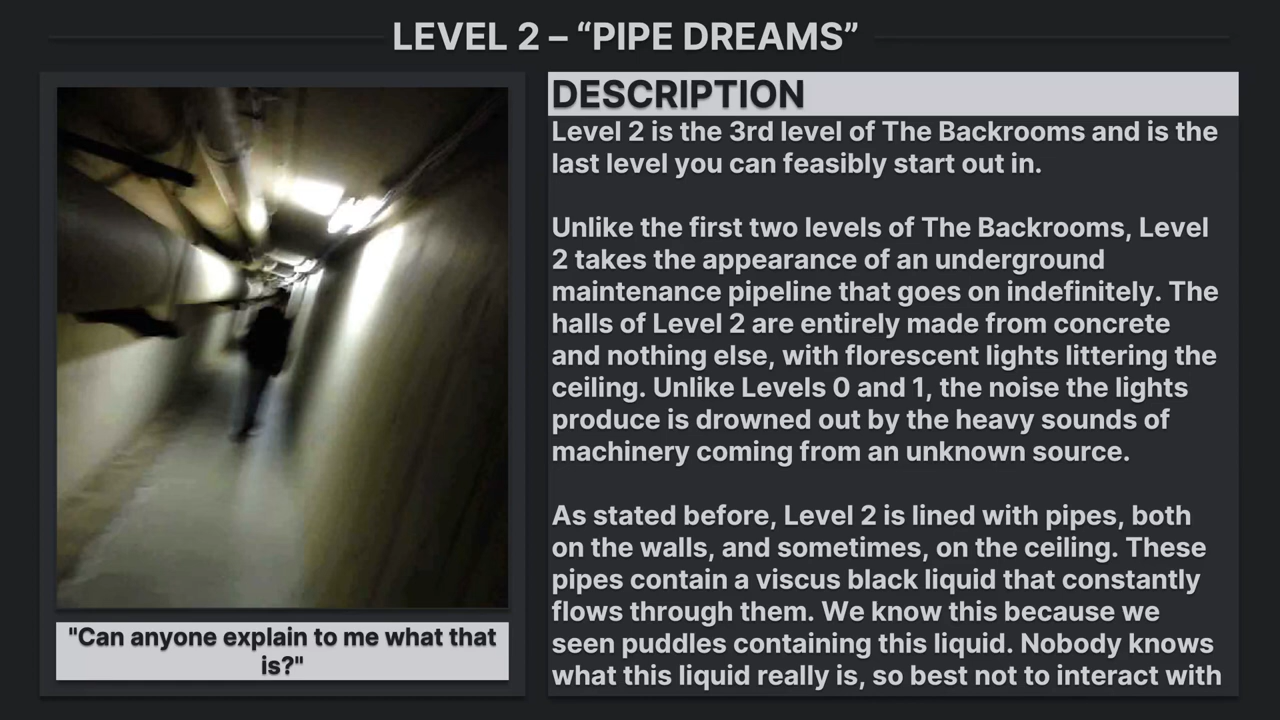 LEVEL 2 – “PIPE DREAMS”
"Can anyone explain to me what that
is?"
DESCRIPTION
Level 2 is the 3rd level of The Backrooms and is the
last level you can feasibly start out in.
Unlike the first two levels of The Backrooms, Level
2 takes the appearance of an underground
maintenance pipeline that goes on indefinitely. The
halls of Level 2 are entirely made from concrete
and nothing else, with florescent lights littering the
ceiling. Unlike Levels 0 and 1, the noise the lights
produce is drowned out by the heavy sounds of
machinery coming from an unknown source.
As stated before, Level 2 is lined with pipes, both
on the walls, and sometimes, on the ceiling. These
pipes contain a viscus black liquid that constantly
flows through them. We know this because we
seen puddles containing this liquid. Nobody knows
what this liquid really is, so best not to interact with